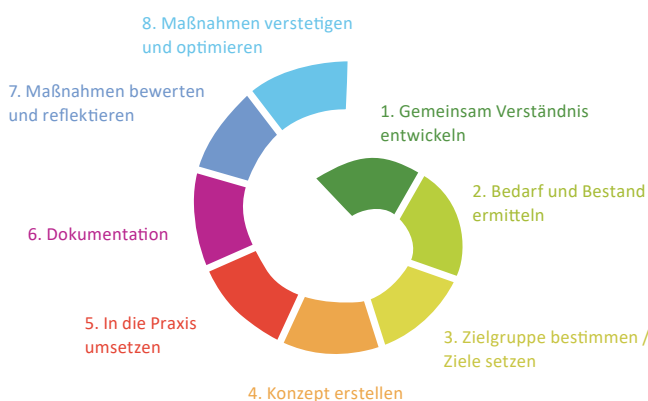 8. Maßnahmen verstetigen
und optimieren
7. Maßnahmen bewerten
und reflektieren
1. Gemeinsam Verständnis
entwickeln
2. Bedarf und Bestand
ermitteln
6. Dokumentation
5. In die Praxis
umsetzen
3. Zielgruppe bestimmen /
Ziele setzen
4. Konzept erstellen